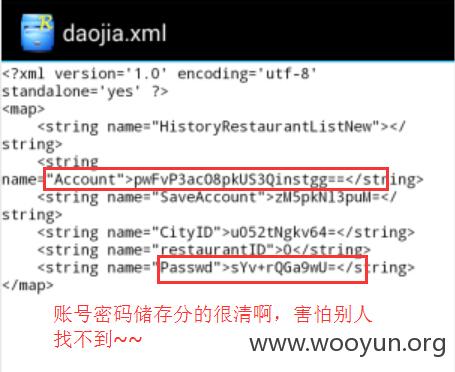 daojia.xml
<?xml version='1.0' encoding='utf-8'
standalone='yes' ?>
<map>
<string name="HistoryRestaurantListNew"></
string>
<string
name="Account">pwFvP3acO8pkUS3Qinstgg==</string>
<string name="SaveAccount">zM5pkNl3puM=</
string>
<string name="CityID">uO52tNgkv64=</string>
<string name="restaurantID">0</string>
<string name="Passwd">sYv+rQGa9wU=</string>
</map>
账号密码储存分的很清啊，害怕别人
找不到~~
www.wooyun.org